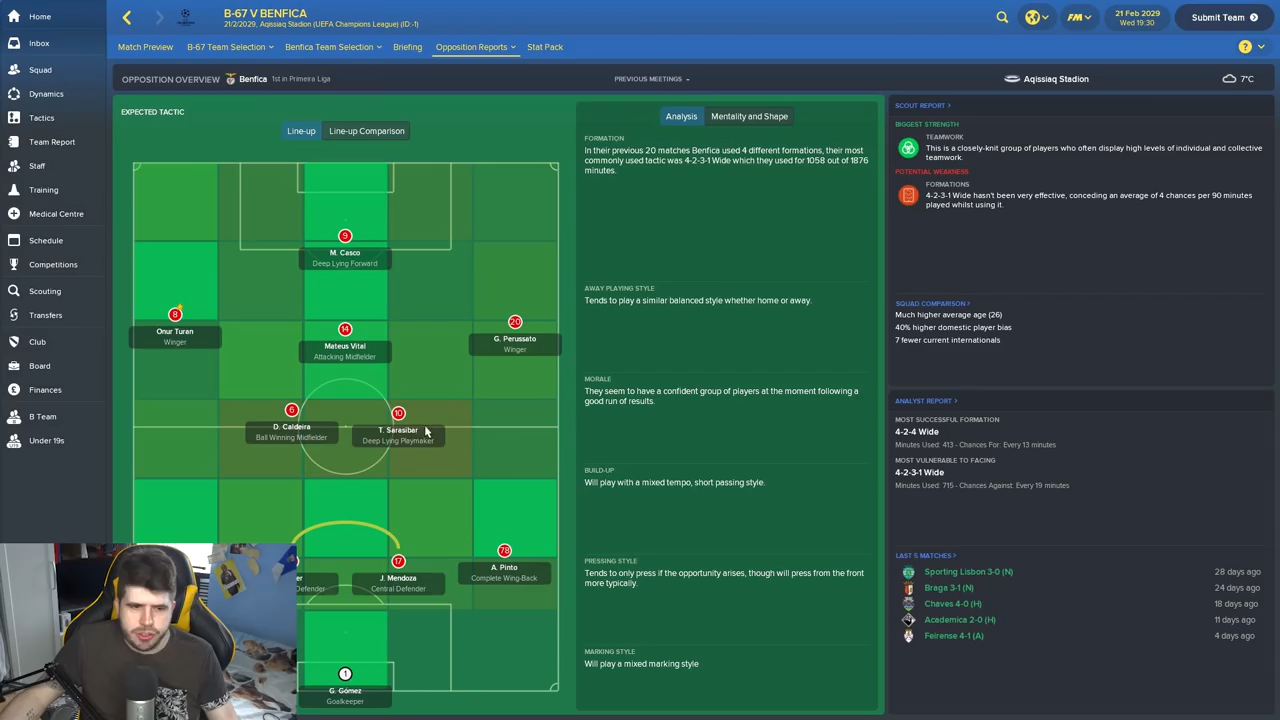 B-67 V BENFICA
21/2/2029, Aqissiaq Stadium (UEFA Champions League) (ID:-1)
FM
21 Feb 2029
Wed 19:30
Submit Team
Match Preview
B-67 Team Selection
Benfica Team Selection
Briefing
Opposition Reports
Stat Pack
?
Home
Inbox
Squad
Dynamics
Tactics
Team Report
Staff
Training
Medical Centre
Schedule
Competitions
Scouting
Transfers
Club
Board
Finances
B Team
Under 19s
OPPOSITION OVERVIEW
Benfica
1st in Primeira Liga
PREVIOUS MEETINGS -
Aqissiaq Stadium
7°C
EXPECTED TACTIC
Line-up
Line-up Comparison
9
M. Casco
Deep Lying Forward
8
Onur Turan
Winger
14
Mateus Vital
Attacking Midfielder
20
G. Perussato
Winger
6
D. Caldeira
Ball Winning Midfielder
10
T. Sarasibar
Deep Lying Playmaker
Defender
17
J. Mendoza
Central Defender
78
A. Pinto
Complete Wing-Back
1
G. Gómez
Goalkeeper
Analysis
Mentality and Shape
FORMATION
In their previous 20 matches Benfica used 4 different formations, their most
commonly used tactic was 4-2-3-1 Wide which they used for 1058 out of 1876
minutes.
AWAY PLAYING STYLE
Tends to play a similar balanced style whether home or away.
MORALE
They seem to have a confident group of players at the moment following a
good run of results.
BUILD-UP
Will play with a mixed tempo, short passing style.
PRESSING STYLE
Tends to only press if the opportunity arises, though will press from the front
more typically.
MARKING STYLE
Will play a mixed marking style
SCOUT REPORT >
BIGGEST STRENGTH
TEAMWORK
This is a closely-knit group of players who often display high levels of individual and collective
teamwork.
POTENTIAL WEAKNESS
FORMATIONS
4-2-3-1 Wide hasn't been very effective, conceding an average of 4 chances per 90 minutes
played whilst using it.
SQUAD COMPARISON >
Much higher average age (26)
40% higher domestic player bias
7 fewer current internationals
ANALYST REPORT >
MOST SUCCESSFUL FORMATION
4-2-4 Wide
Minutes Used: 413 - Chances For: Every 13 minutes
MOST VULNERABLE TO FACING
4-2-3-1 Wide
Minutes Used: 715 - Chances Against: Every 19 minutes
LAST 5 MATCHES >
Sporting Lisbon 3-0 (N) 28 days ago
Braga 3-1 (N) 24 days ago
Chaves 4-0 (H) 18 days ago
Academica 2-0 (H) 11 days ago
Feirense 4-1 (A) 4 days ago